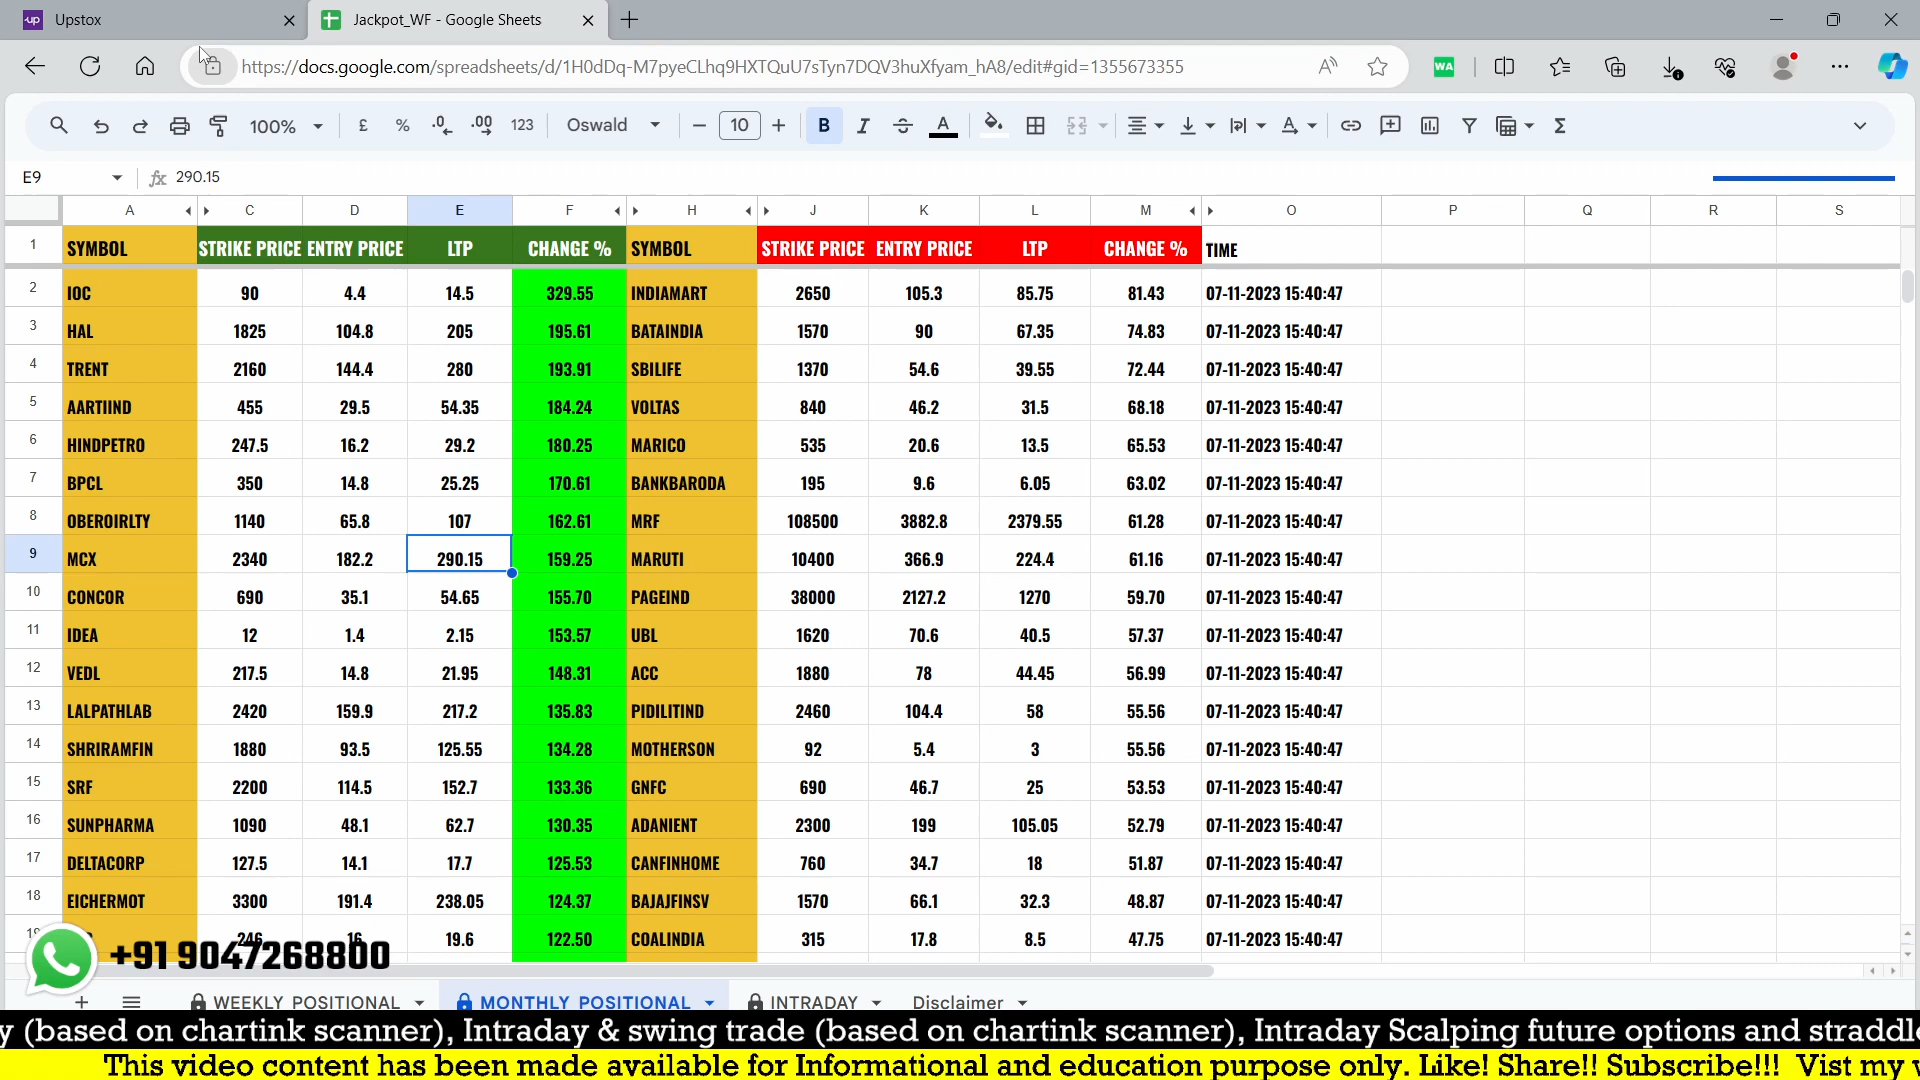 Upstox
Jackpot_WF - Google Sheets
https://docs.google.com/spreadsheets/d/1H0dDq-M7pyeCLhq9HXTQuU7sTyn7DQV3huXfyam_hA8/edit#gid=1355673355
100% £ % .0 .00 123 Oswald 10 B I A
E9 fx 290.15
A C D E F H J K L M O P Q R S
1 SYMBOL STRIKE PRICE ENTRY PRICE LTP CHANGE % SYMBOL STRIKE PRICE ENTRY PRICE LTP CHANGE % TIME
2 IOC 90 4.4 14.5 329.55 INDIAMART 2650 105.3 85.75 81.43 07-11-2023 15:40:47
3 HAL 1825 104.8 205 195.61 BATAINDIA 1570 90 67.35 74.83 07-11-2023 15:40:47
4 TRENT 2160 144.4 280 193.91 SBILIFE 1370 54.6 39.55 72.44 07-11-2023 15:40:47
5 AARTIIND 455 29.5 54.35 184.24 VOLTAS 840 46.2 31.5 68.18 07-11-2023 15:40:47
6 HINDPETRO 247.5 16.2 29.2 180.25 MARICO 535 20.6 13.5 65.53 07-11-2023 15:40:47
7 BPCL 350 14.8 25.25 170.61 BANKBARODA 195 9.6 6.05 63.02 07-11-2023 15:40:47
8 OBEROIRLTY 1140 65.8 107 162.61 MRF 108500 3882.8 2379.55 61.28 07-11-2023 15:40:47
9 MCX 2340 182.2 290.15 159.25 MARUTI 10400 366.9 224.4 61.16 07-11-2023 15:40:47
10 CONCOR 690 35.1 54.65 155.70 PAGEIND 38000 2127.2 1270 59.70 07-11-2023 15:40:47
11 IDEA 12 1.4 2.15 153.57 UBL 1620 70.6 40.5 57.37 07-11-2023 15:40:47
12 VEDL 217.5 14.8 21.95 148.31 ACC 1880 78 44.45 56.99 07-11-2023 15:40:47
13 LALPATHLAB 2420 159.9 217.2 135.83 PIDILITIND 2460 104.4 58 55.56 07-11-2023 15:40:47
14 SHRIRAMFIN 1880 93.5 125.55 134.28 MOTHERSON 92 5.4 3 55.56 07-11-2023 15:40:47
15 SRF 2200 114.5 152.7 133.36 GNFC 690 46.7 25 53.53 07-11-2023 15:40:47
16 SUNPHARMA 1090 48.1 62.7 130.35 ADANIENT 2300 199 105.05 52.79 07-11-2023 15:40:47
17 DELTACORP 127.5 14.1 17.7 125.53 CANFINHOME 760 34.7 18 51.87 07-11-2023 15:40:47
18 EICHERMOT 3300 191.4 238.05 124.37 BAJAJFINSV 1570 66.1 32.3 48.87 07-11-2023 15:40:47
19 246 16 19.6 122.50 COALINDIA 315 17.8 8.5 47.75 07-11-2023 15:40:47
+91 9047268800
WEEKLY POSITIONAL MONTHLY POSITIONAL INTRADAY Disclaimer
y (based on chartink scanner), Intraday & swing trade (based on chartink scanner), Intraday Scalping future options and straddl
This video content has been made available for Informational and education purpose only. Like! Share!! Subscribe!!! Vist my